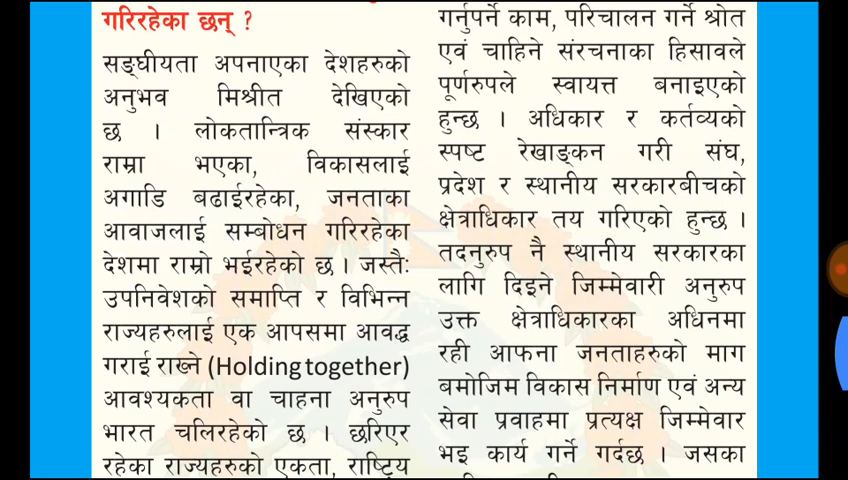 गरिरहेका छन् ?
सङ्घीयता अपनाएका देशहरुको
अनुभव मिश्रीत देखिएको
छ । लोकतान्त्रिक संस्कार
राम्रा भएका, विकासलाई
अगाडि बढाईरहेका, जनताका
आवाजलाई सम्बोधन गरिरहेका
देशमा राम्रो भईरहेको छ । जस्तैः
उपनिवेशको समाप्ति र विभिन्न
राज्यहरुलाई एक आपसमा आवद्ध
गराई राख्ने (Holding together)
आवश्यकता वा चाहना अनुरुप
भारत चलिरहेको छ । छरिएर
रहेका राज्यहरुको एकता, राष्ट्रिय
गर्नुपर्ने काम, परिचालन गर्ने श्रोत
एवं चाहिने संरचनाका हिसावले
पूर्णरुपले स्वायत्त बनाइएको
हुन्छ । अधिकार र कर्तव्यको
स्पष्ट रेखाङ्कन गरी संघ,
प्रदेश र स्थानीय सरकारबीचको
क्षेत्राधिकार तय गरिएको हुन्छ ।
तदनुरुप नै स्थानीय सरकारका
लागि दिइने जिम्मेवारी अनुरुप
उक्त क्षेत्राधिकारका अधिनमा
रही आफना जनताहरुको माग
बमोजिम विकास निर्माण एवं अन्य
सेवा प्रवाहमा प्रत्यक्ष जिम्मेवार
भइ कार्य गर्ने गर्दछ । जसका